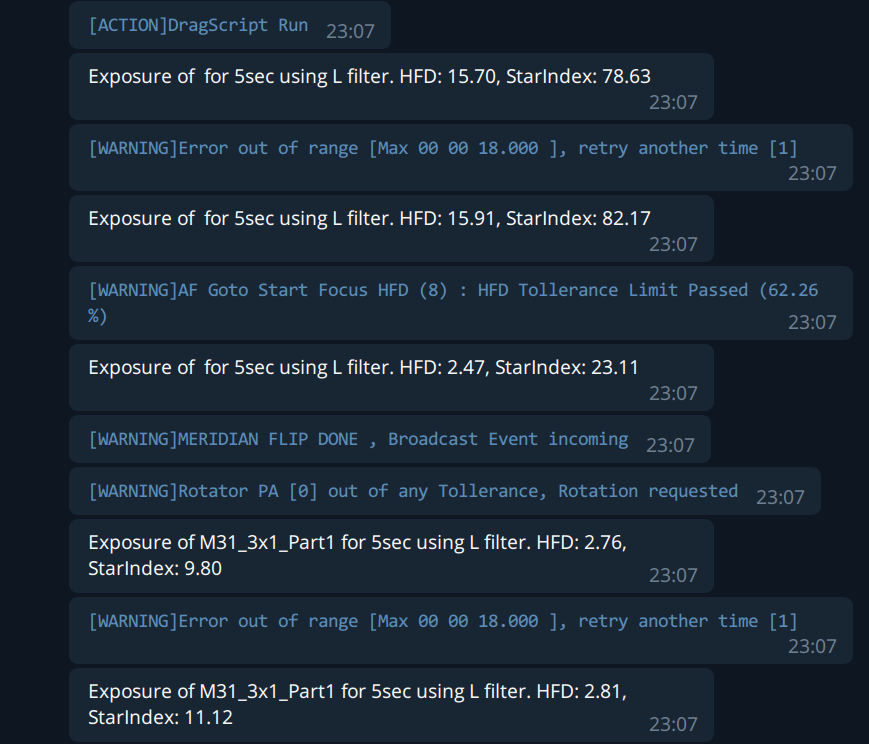 [ACTION]DragScript Run 23:07
Exposure of  for 5sec using L filter. HFD: 15.70, StarIndex: 78.63
23:07
[WARNING]Error out of range [Max 00 00 18.000 ], retry another time [1]
23:07
Exposure of  for 5sec using L filter. HFD: 15.91, StarIndex: 82.17
23:07
[WARNING]AF Goto Start Focus HFD (8) : HFD Tollerance Limit Passed (62.26
%) 23:07
Exposure of  for 5sec using L filter. HFD: 2.47, StarIndex: 23.11
23:07
[WARNING]MERIDIAN FLIP DONE , Broadcast Event incoming 23:07
[WARNING]Rotator PA [0] out of any Tollerance, Rotation requested 23:07
Exposure of M31_3x1_Part1 for 5sec using L filter. HFD: 2.76,
StarIndex: 9.80 23:07
[WARNING]Error out of range [Max 00 00 18.000 ], retry another time [1]
23:07
Exposure of M31_3x1_Part1 for 5sec using L filter. HFD: 2.81,
StarIndex: 11.12 23:07